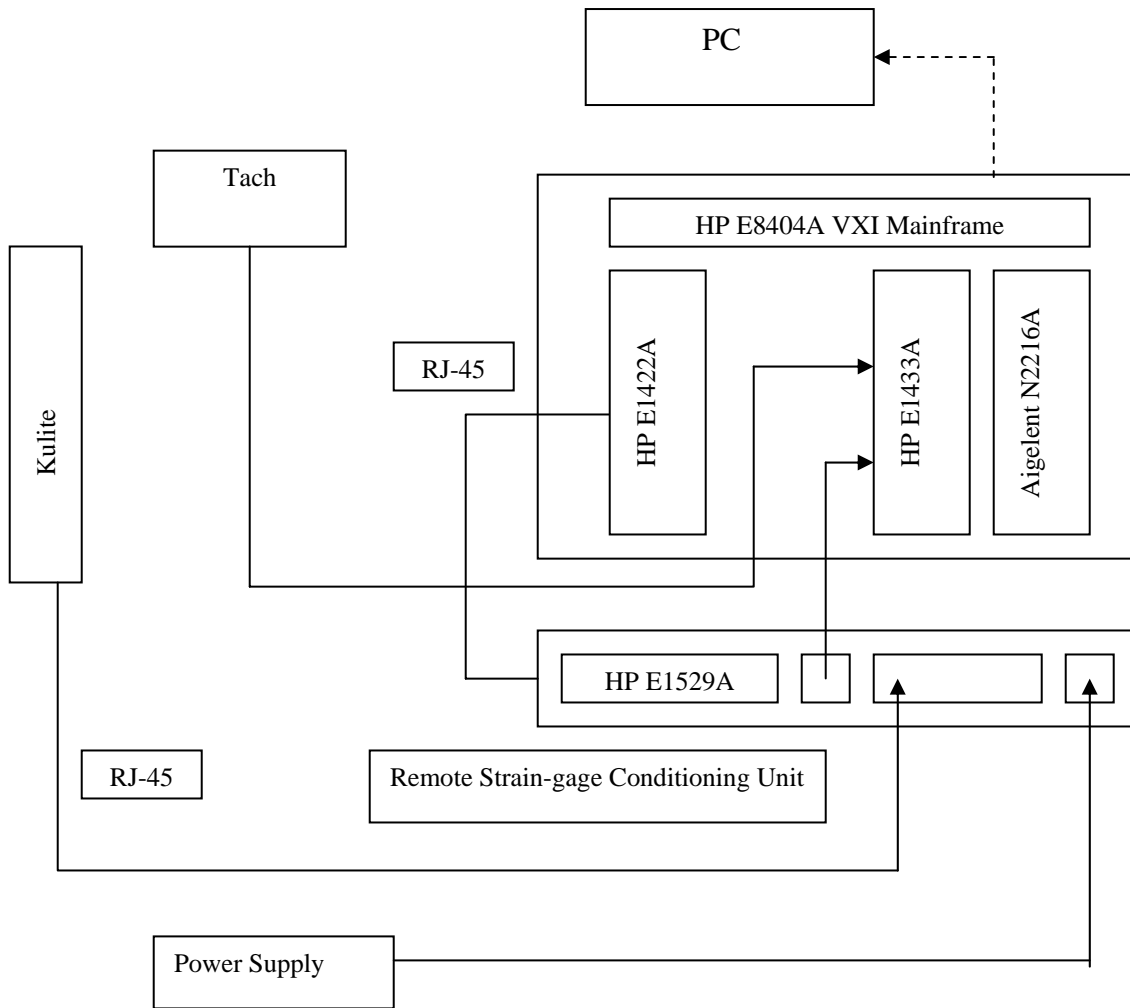 PC
Tach
HP E8404A VXI Mainframe
Kulite
RJ-45
HP E1422A
HP E1433A
Aigelent N2216A
HP E1529A
RJ-45
Remote Strain-gage Conditioning Unit
Power Supply